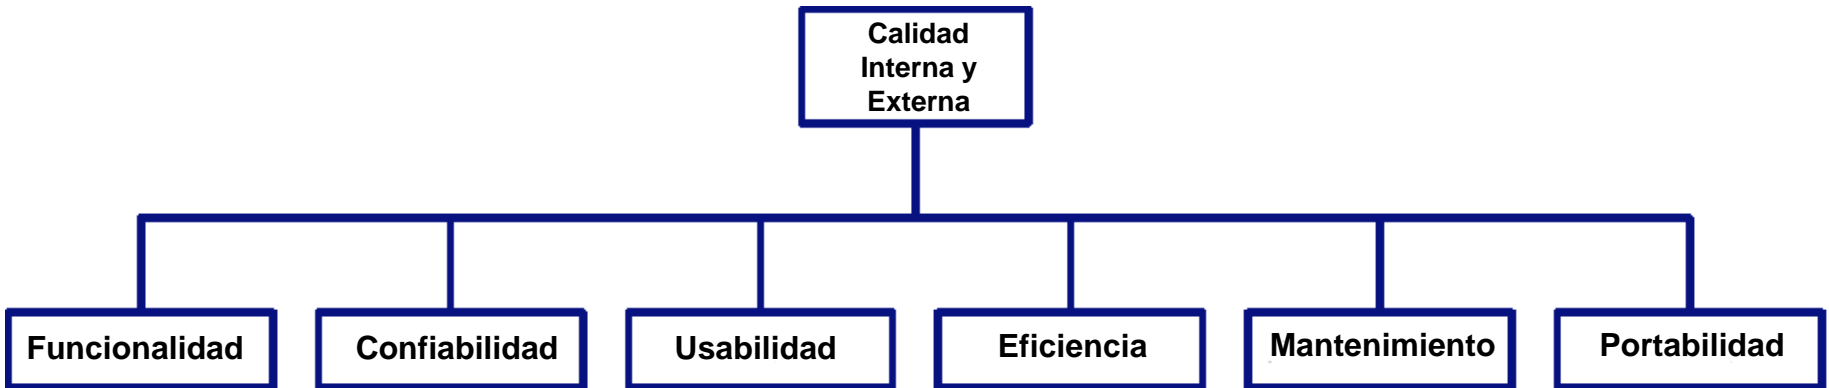 Calidad
Interna y
Externa
Funcionalidad
Confiabilidad
Usabilidad
Eficiencia
Mantenimiento
Portabilidad